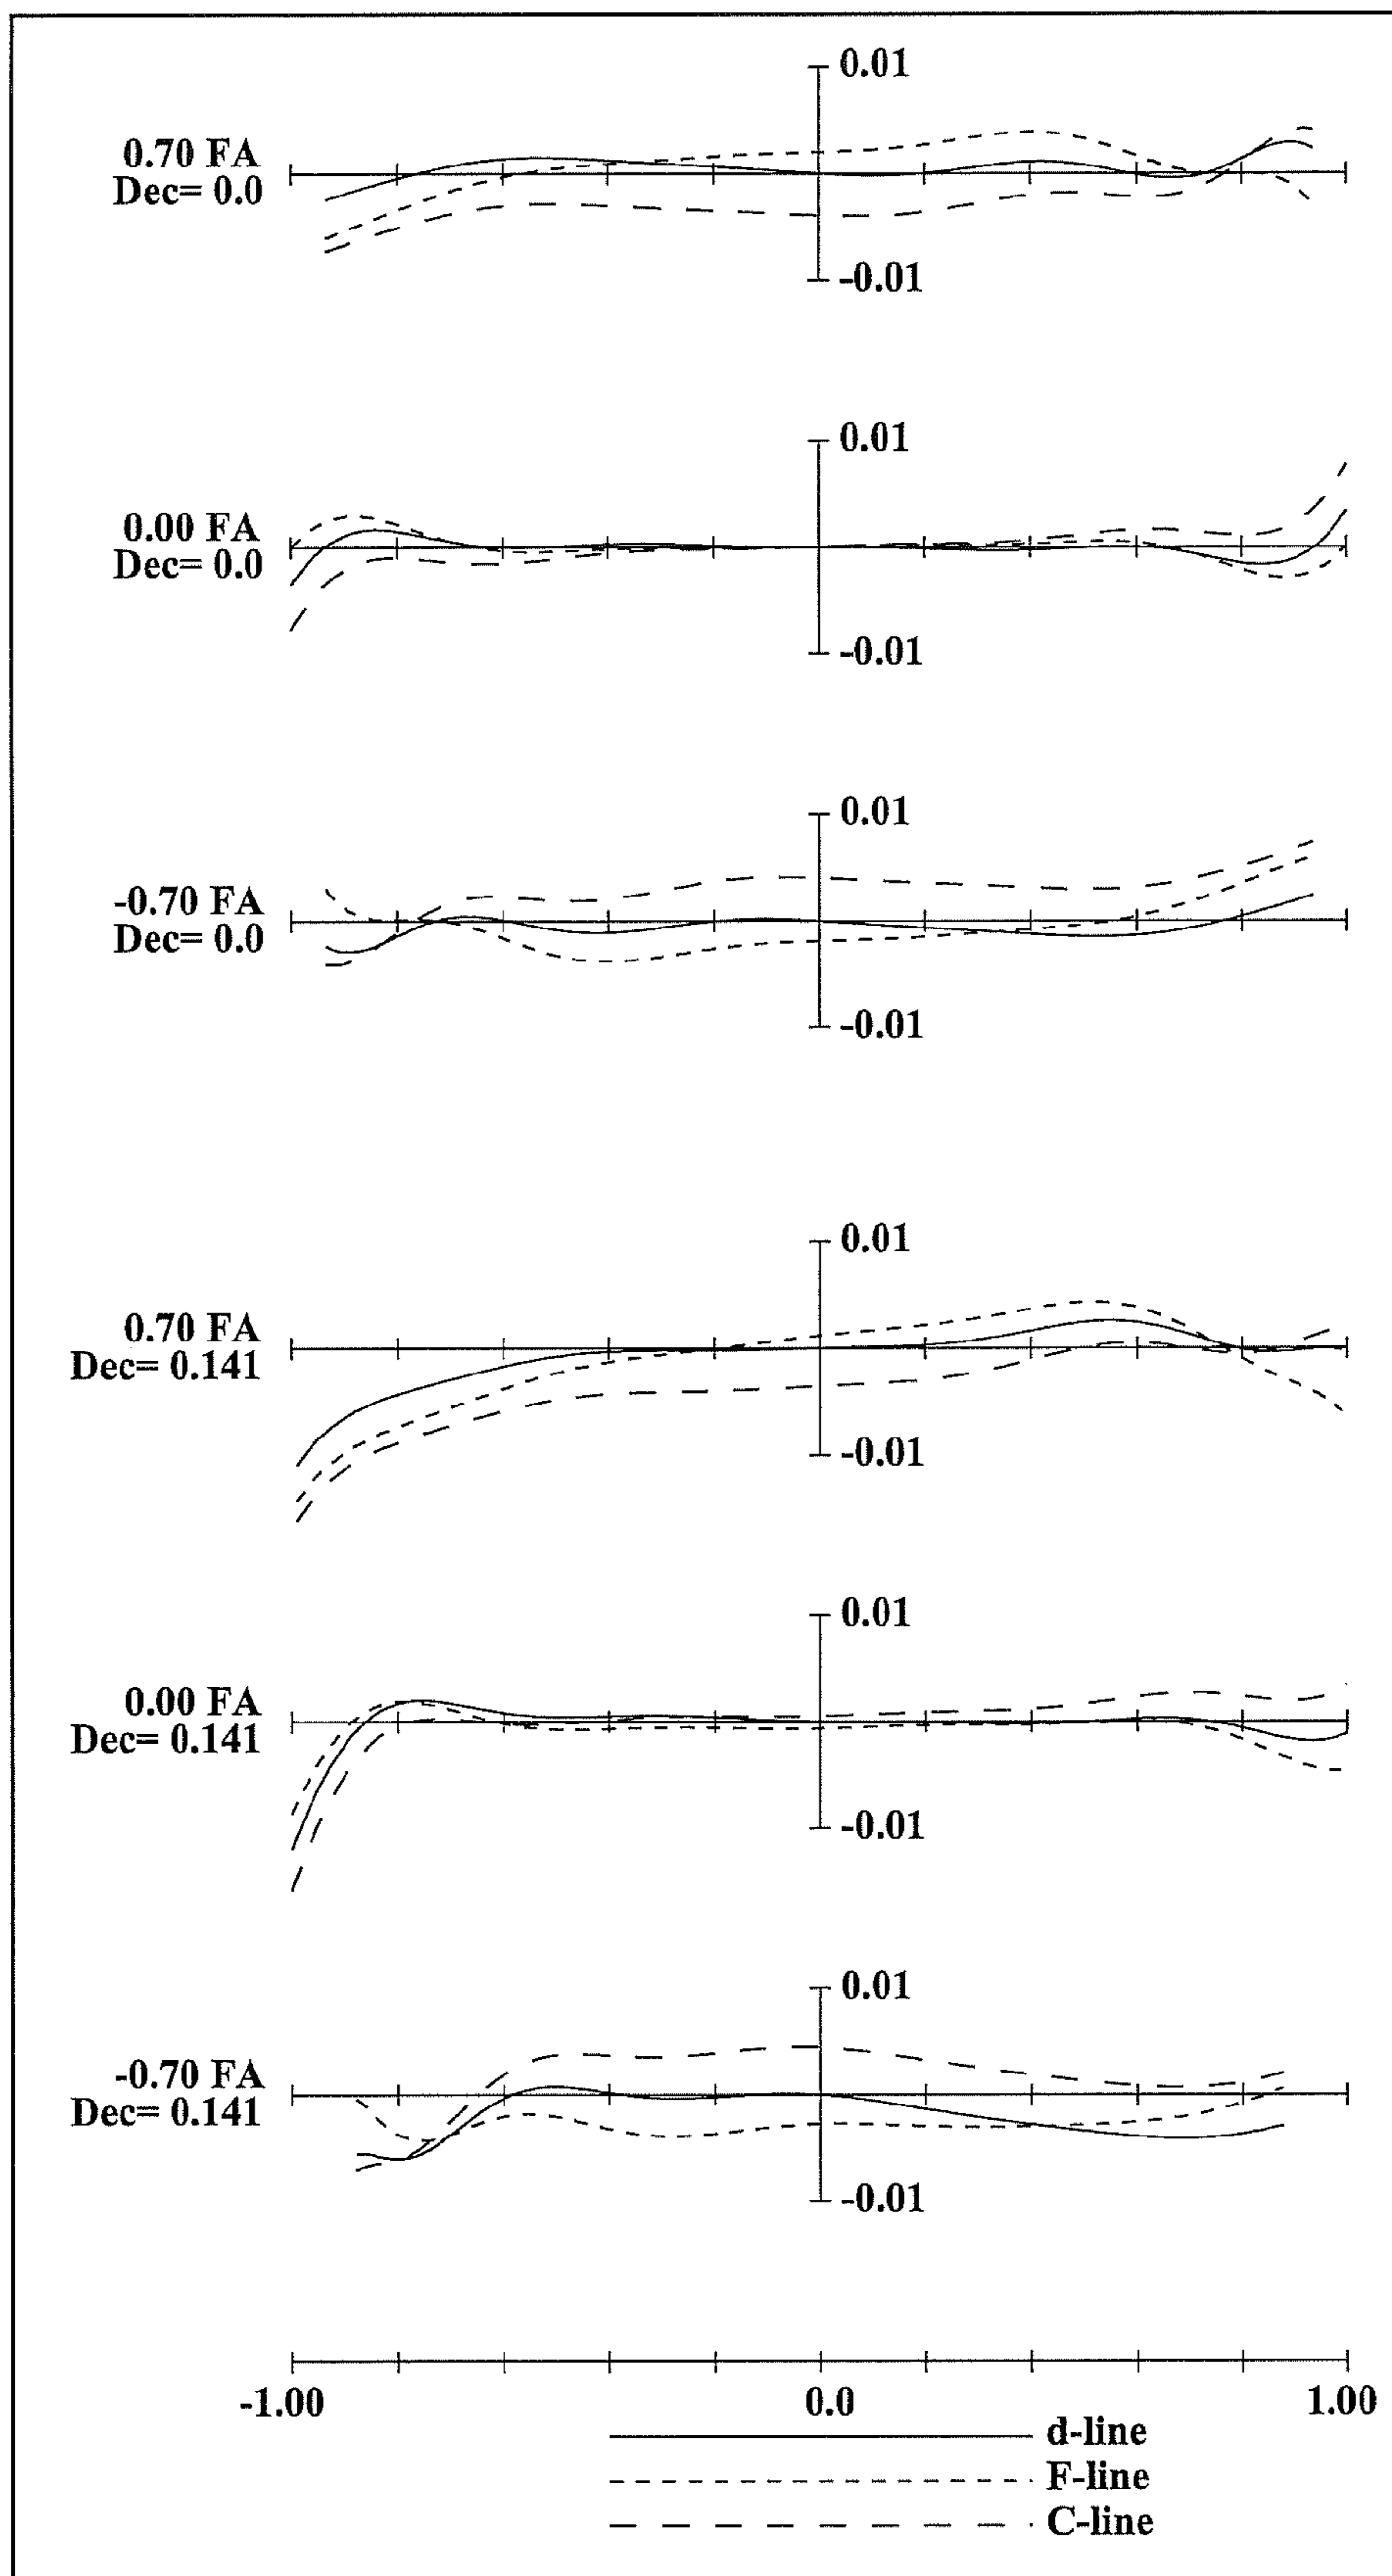 0.01
0.70 FA
Dec= 0.0
-0.01
0.01
0.00 FA
Dec= 0.0
-0.01
0.01
-0.70 FA
Dec= 0.0
-0.01
0.01
0.70 FA
Dec= 0.141
-0.01
0.01
0.00 FA
Dec= 0.141
-0.01
0.01
-0.70 FA
Dec= 0.141
-0.01
-1.00 0.0 1.00
d-line
F-line
C-line